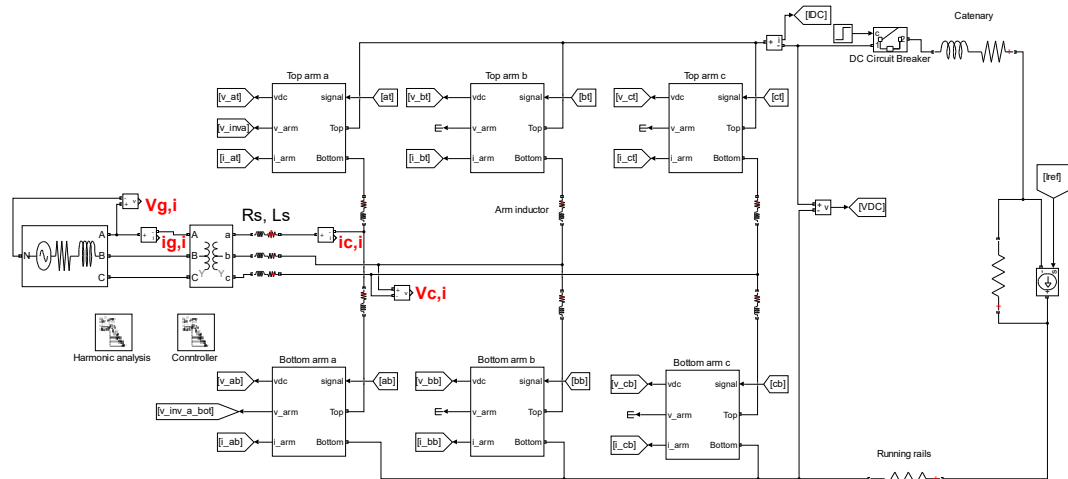 [IDC]
Catenary
DC Circuit Breaker
Top arm a
Top arm b
Top arm c
[v_at]
vdc
signal
[at]
[v_inva]
v_arm
Top
[i_at]
i_arm
Bottom
[v_bt]
vdc
signal
[bt]
v_arm
Top
[i_bt]
i_arm
Bottom
[v_ct]
vdc
signal
[ct]
v_arm
Top
[i_ct]
i_arm
Bottom
[Iref]
Vg,i
Rs, Ls
Arm inductor
[VDC]
ig,i
ic,i
N
A
B
C
A
B
C
a
b
c
Y
Y
Vc,i
Harmonic analysis
Conntroller
Bottom arm a
Bottom arm b
Bottom arm c
[v_ab]
vdc
signal
[ab]
[v_inv_a_bot]
v_arm
Top
[i_ab]
i_arm
Bottom
[v_bb]
vdc
signal
[bb]
v_arm
Top
[i_bb]
i_arm
Bottom
[v_cb]
vdc
signal
[cb]
v_arm
Top
[i_cb]
i_arm
Bottom
Running rails